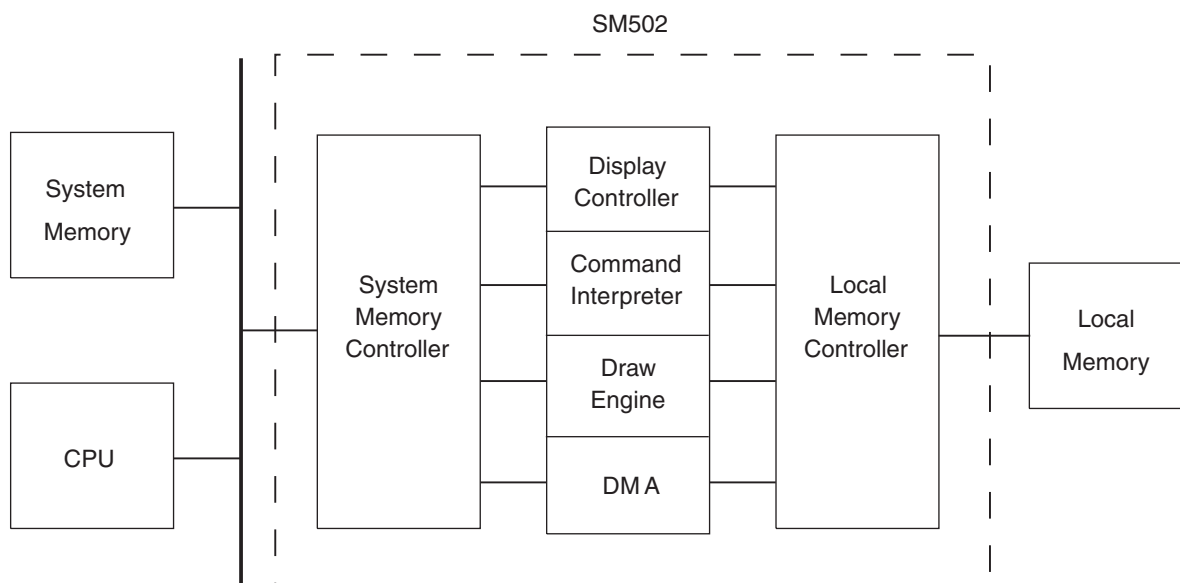 SM502
System
Memory
CPU
System
Memory
Controller
Display
Controller
Command
Interpreter
Draw
Engine
DM A
Local
Memory
Controller
Local
Memory